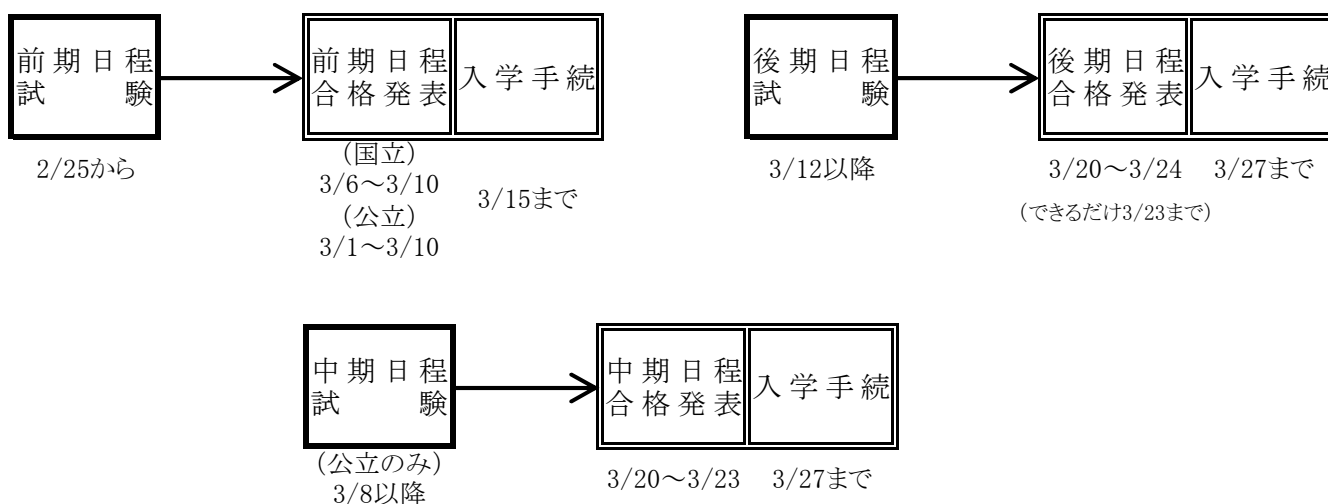 前期日程
試験
2/25から
前期日程
合格発表
入学手続
(国立)
3/6～3/10
(公立)
3/1～3/10
3/15まで
後期日程
試験
3/12以降
後期日程
合格発表
入学手続
3/20～3/24
3/27まで
(できるだけ3/23まで)
中期日程
試験
(公立のみ)
3/8以降
中期日程
合格発表
入学手続
3/20～3/23
3/27まで